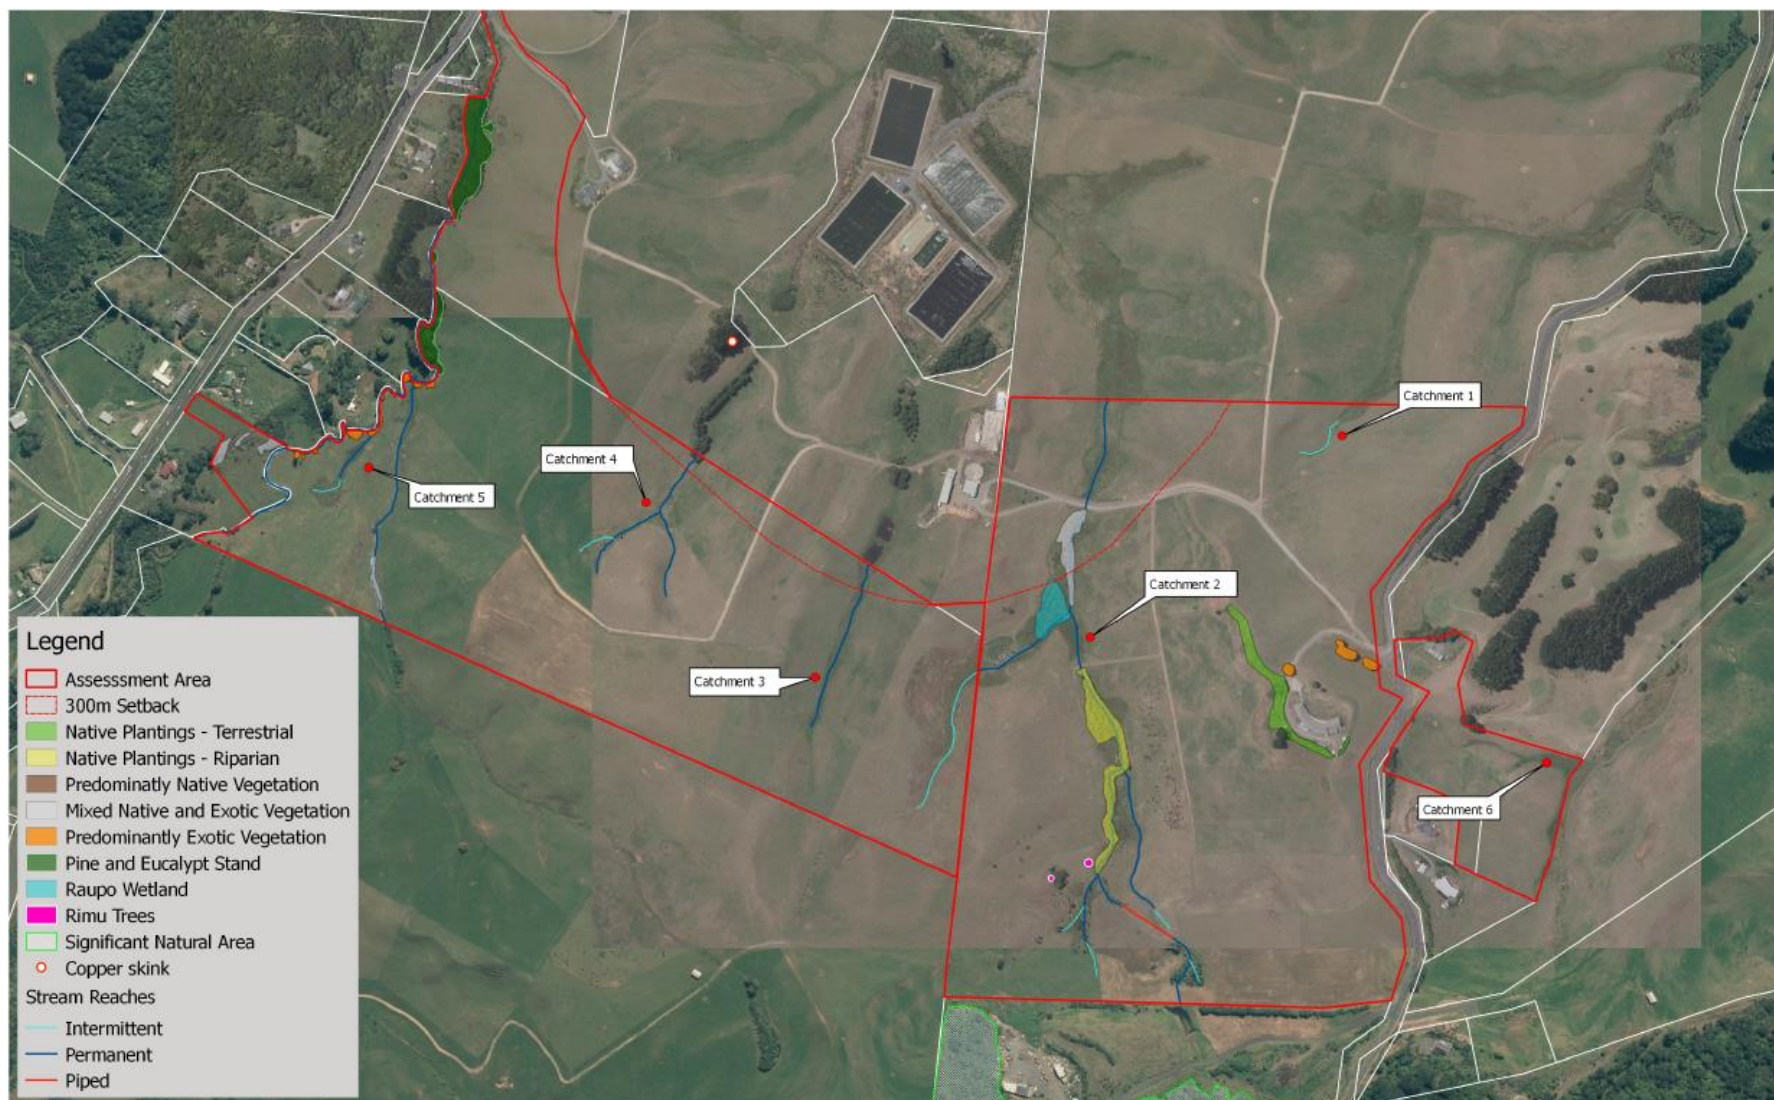 Catchment 1
Catchment 4
Catchment 5
Catchment 2
Catchment 3
Catchment 6
Legend
Assesssment Area
300m Setback
Native Plantings - Terrestrial
Native Plantings - Riparian
Predominatly Native Vegetation
Mixed Native and Exotic Vegetation
Predominantly Exotic Vegetation
Pine and Eucalypt Stand
Raupo Wetland
Rimu Trees
Significant Natural Area
Copper skink
Stream Reaches
Intermittent
Permanent
Piped